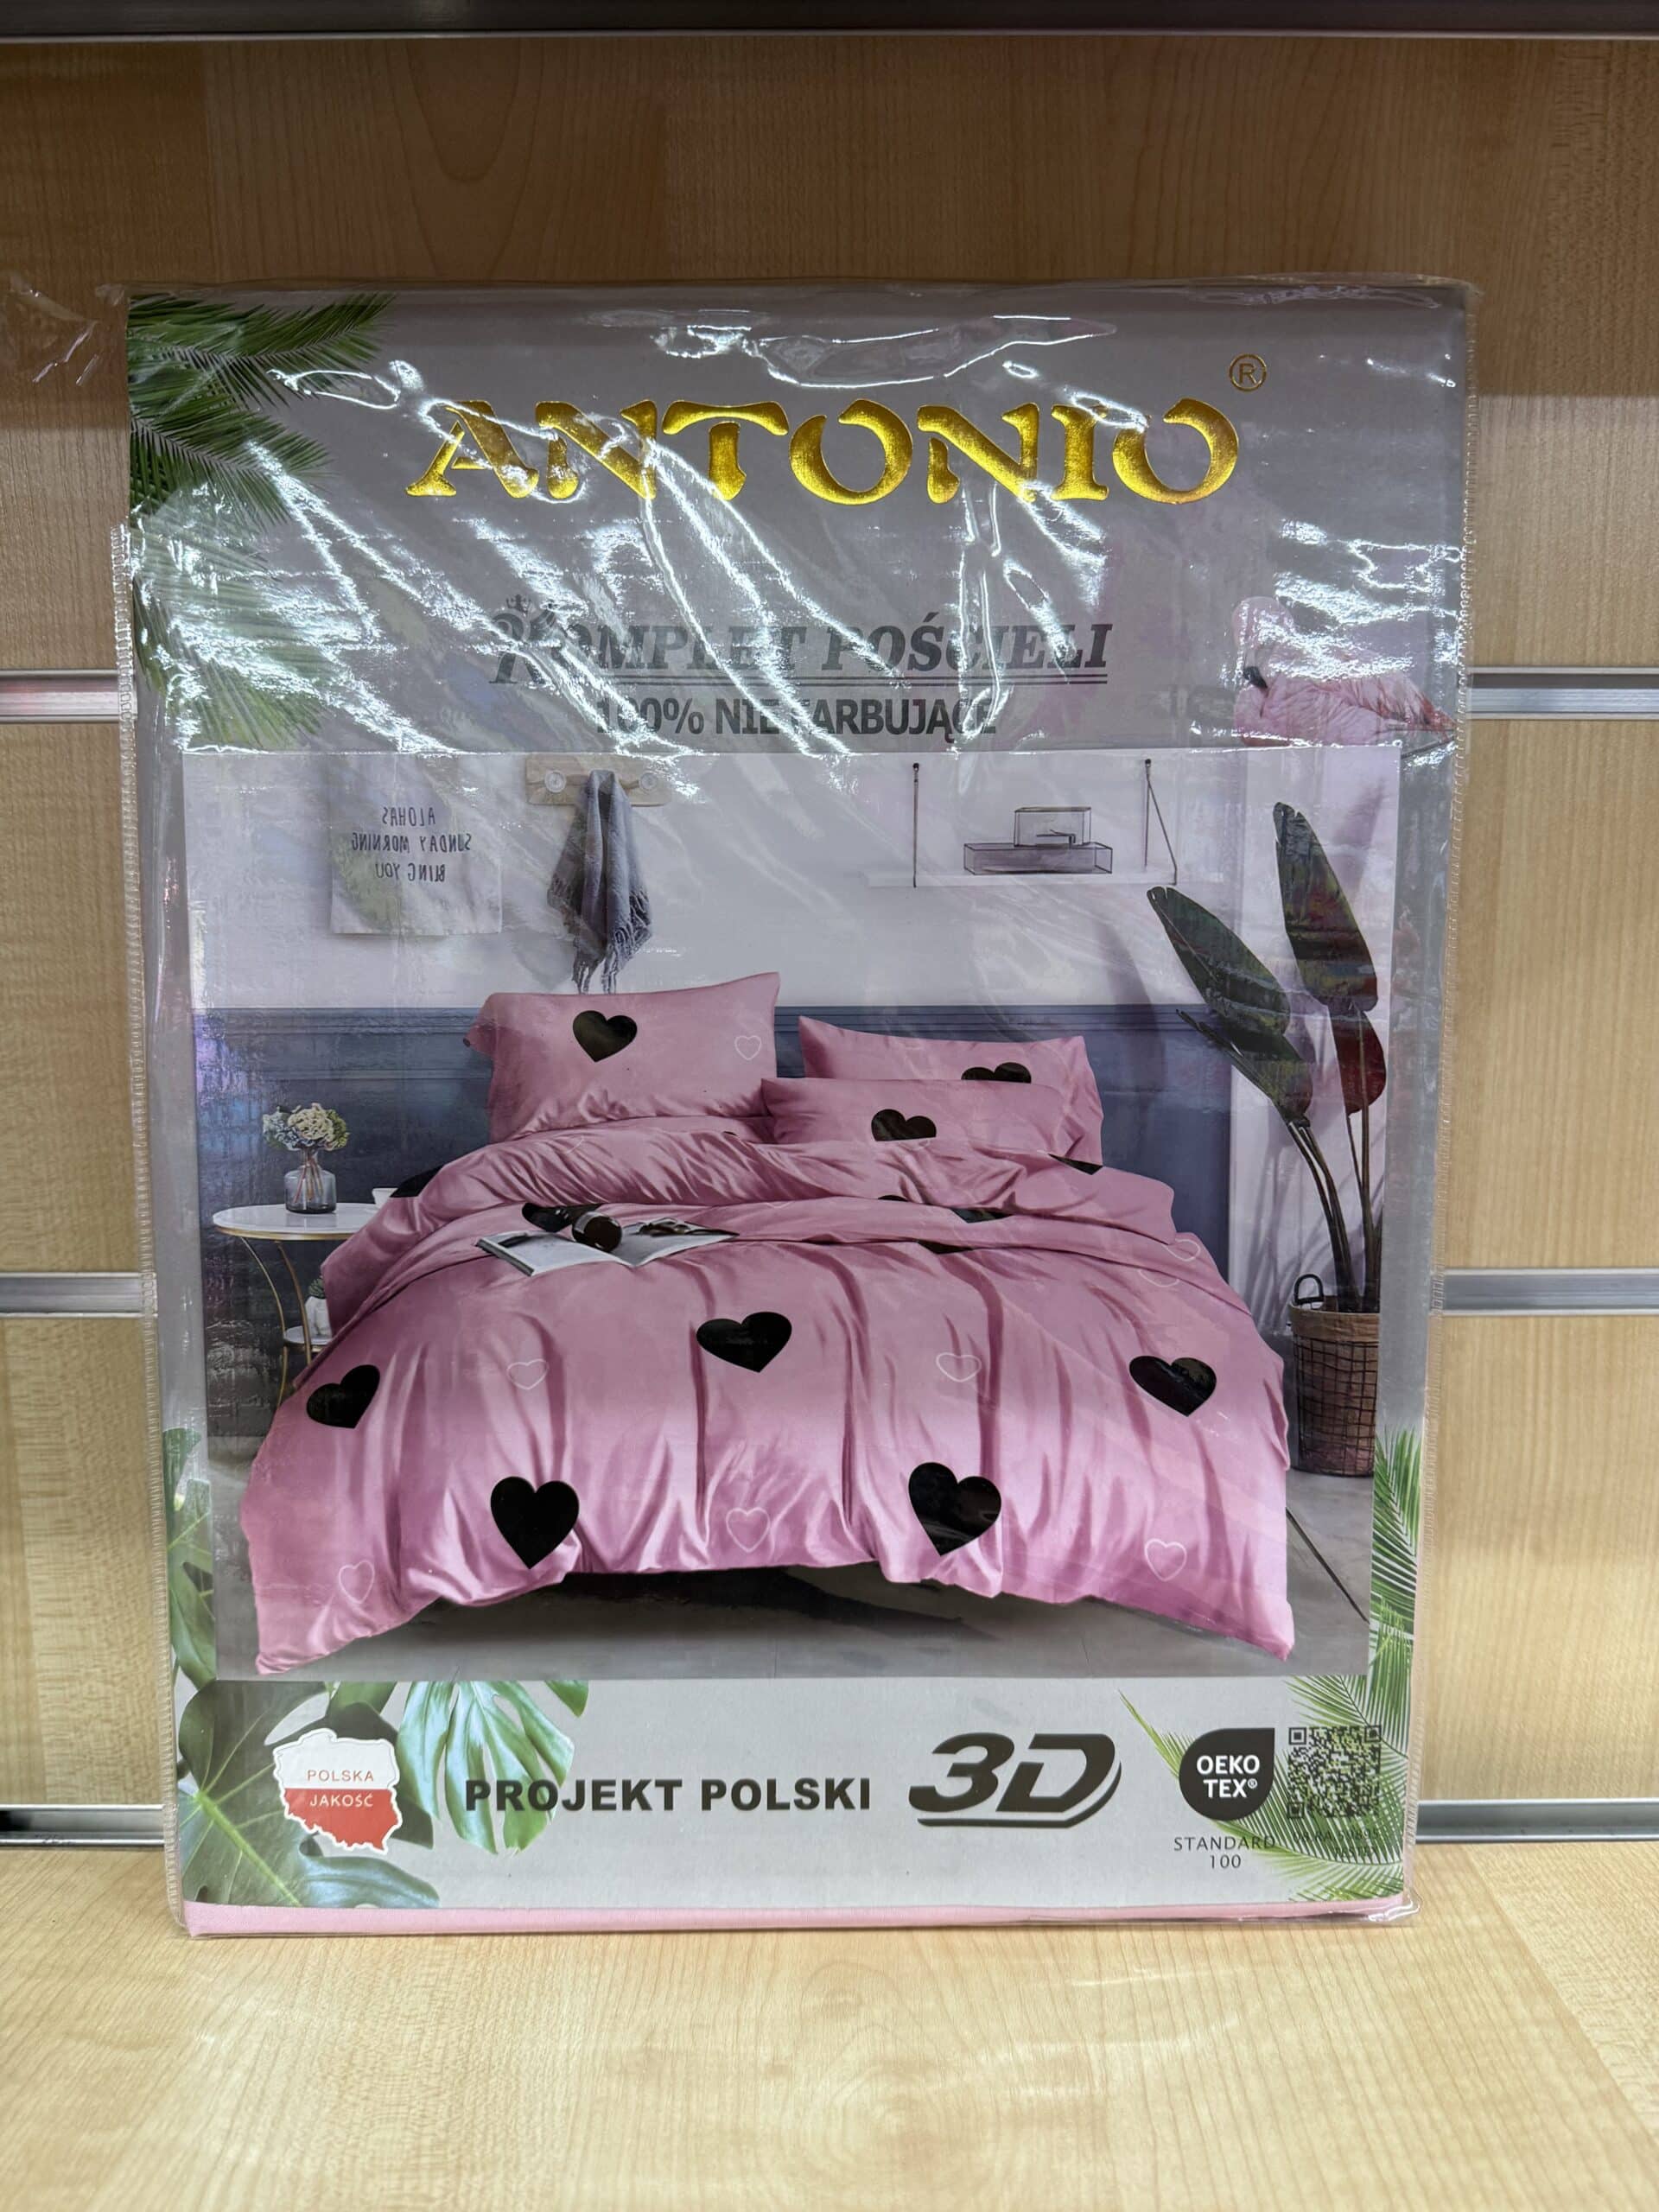 ANTONIO ®
KOMPLET POŚCIELI
100% NIE FARBUJĄCE
ALOHAS
SUNDAY MORNING
BLING YOU
POLSKA
JAKOŚĆ
PROJEKT POLSKI
3D
OEKO
TEX®
STANDARD
100